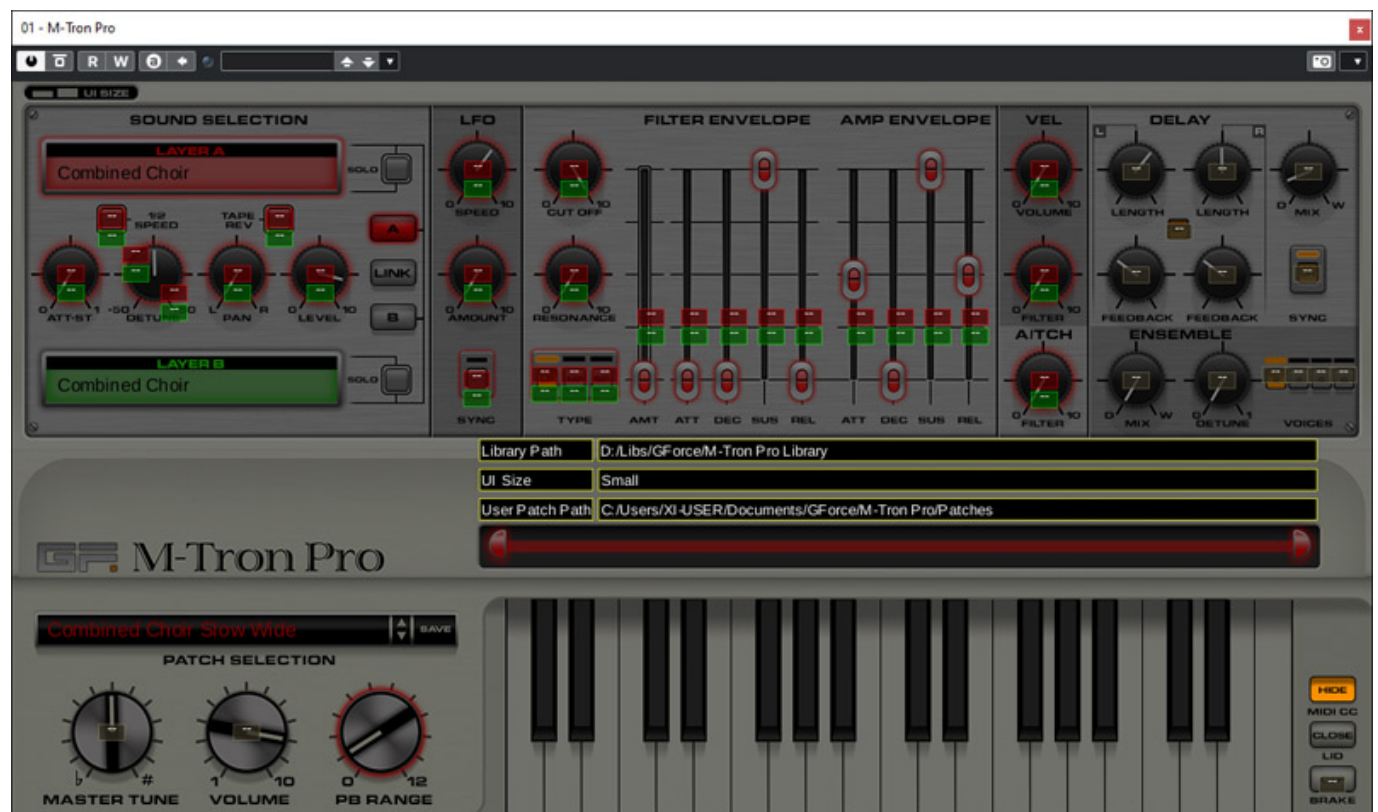 01 - M-Tron Pro
R W a
UI SIZE
SOUND SELECTION
LFO
FILTER ENVELOPE
AMP ENVELOPE
VEL
DELAY
LAYER A
Combined Choir
SOLO
L
R
0 10
SPEED
0 10
CUT OFF
0 10
VOLUME
LENGTH
LENGTH
D MIX W
1/2 SPEED
TAPE REV
A
LINK
B
0 ATT-ST 1
-50 DETUNE 0
L PAN R
0 LEVEL 10
0 10
AMOUNT
0 10
RESONANCE
0 10
FILTER
FEEDBACK
FEEDBACK
SYNC
A/TCH
ENSEMBLE
LAYER B
Combined Choir
SOLO
SYNC
TYPE
AMT ATT DEC SUS REL
ATT DEC SUS REL
0 10
FILTER
D MIX W
0 DETUNE 1
VOICES
Library Path D:/Libs/GForce/M-Tron Pro Library
UI Size Small
User Patch Path C:/Users/XI-USER/Documents/GForce/M-Tron Pro/Patches
GF. M-Tron Pro
Combined Choir Slow Wide
SAVE
PATCH SELECTION
♭ #
MASTER TUNE
1 10
VOLUME
0 12
PB RANGE
HIDE
MIDI CC
CLOSE
LID
BRAKE